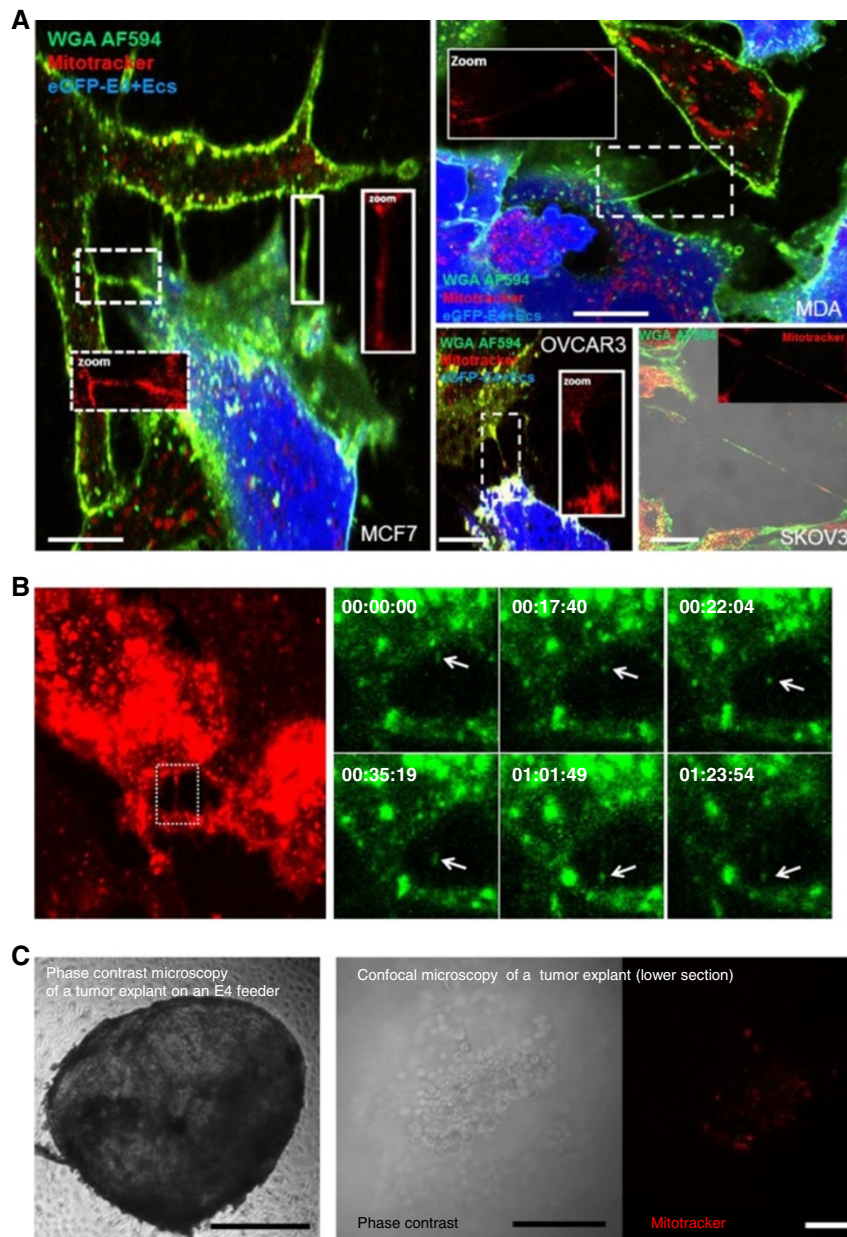 A
WGA AF594
Mitotracker
eGFP-E4+Ecs
zoom
zoom
MCF7
Zoom
WGA AF594
Mitotracker
eGFP-E4+Ecs
MDA
WGA AF594
Mitotracker
eGFP-E4+Ecs
OVCAR3
zoom
WGA AF594
Mitotracker
SKOV3
B
00:00:00
00:17:40
00:22:04
00:35:19
01:01:49
01:23:54
C
Phase contrast microscopy
of a tumor explant on an E4 feeder
Confocal microscopy of a tumor explant (lower section)
Phase contrast
Mitotracker